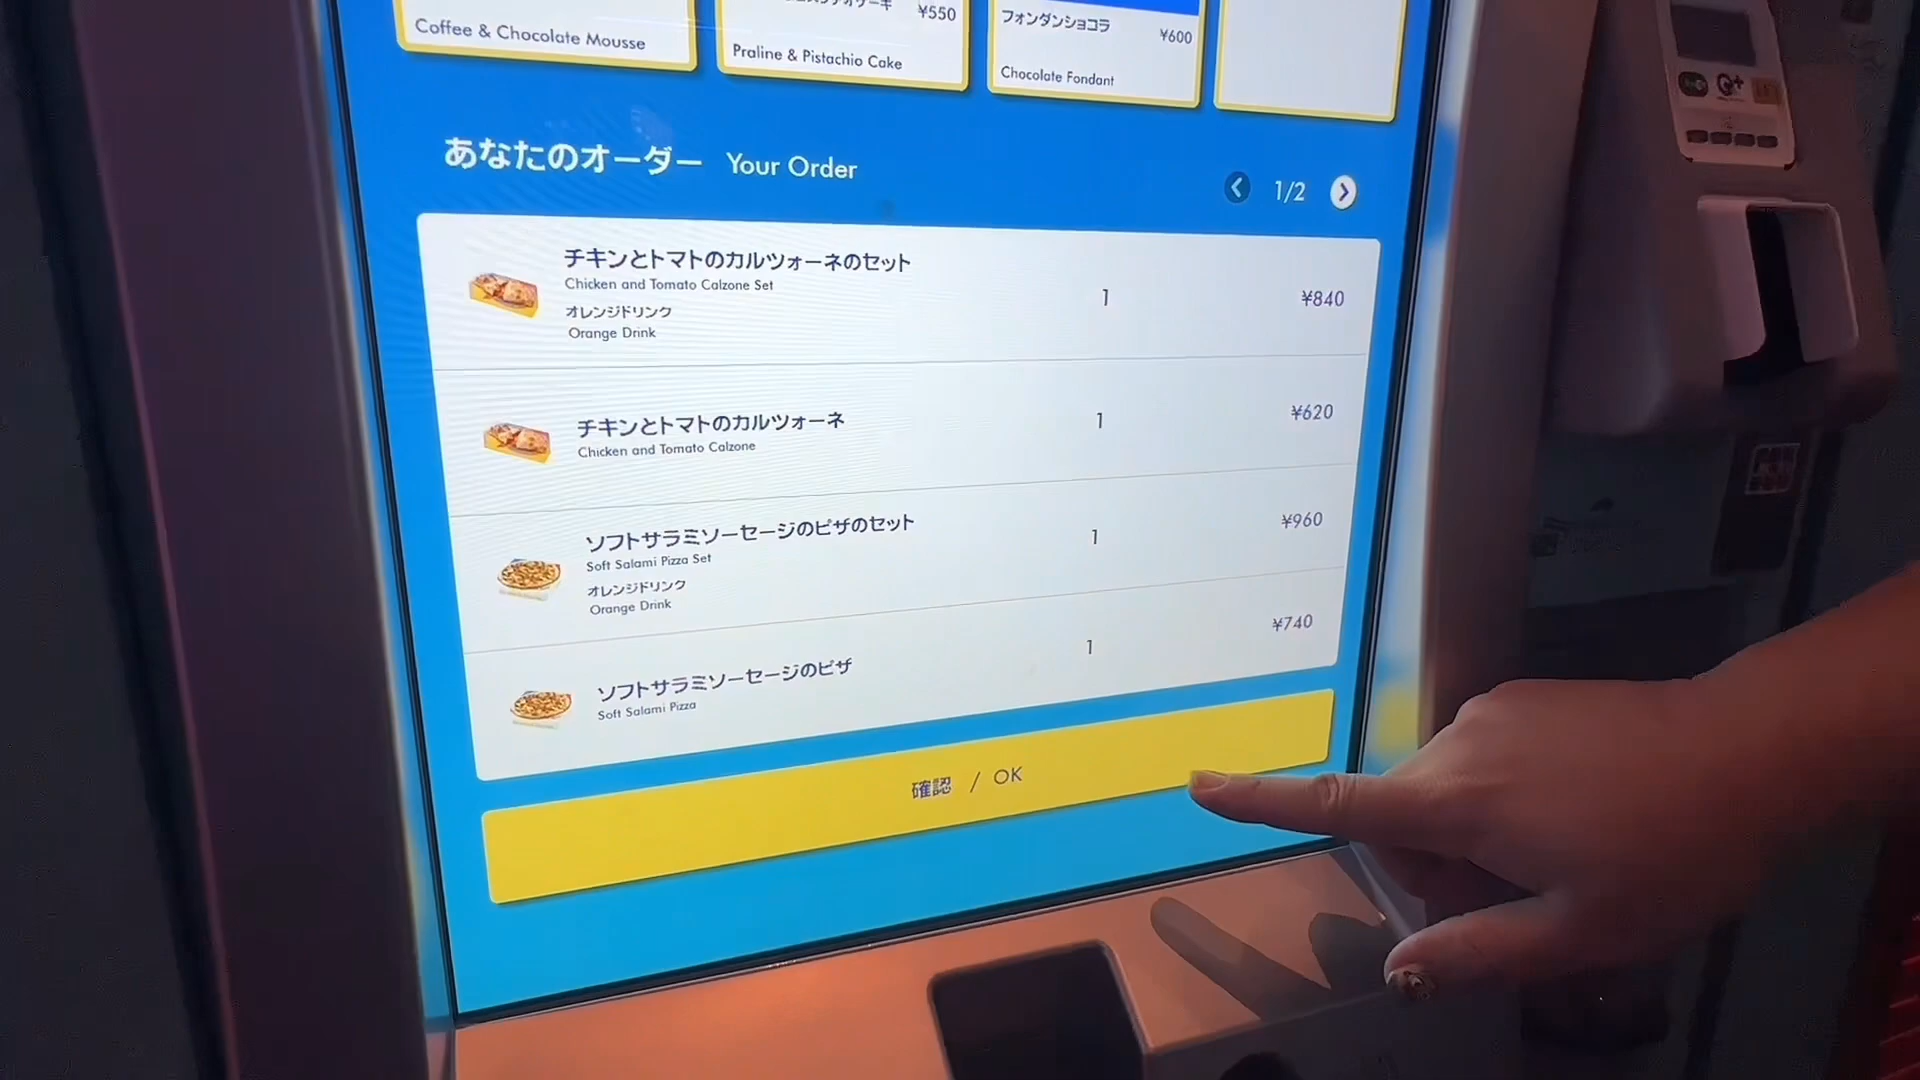 Coffee & Chocolate Mousse
¥550
Praline & Pistachio Cake
フォンダンショコラ
¥600
Chocolate Fondant
あなたのオーダー Your Order
1/2
チキンとトマトのカルツォーネのセット
Chicken and Tomato Calzone Set
オレンジドリンク
Orange Drink
1
¥840
チキンとトマトのカルツォーネ
Chicken and Tomato Calzone
1
¥620
ソフトサラミソーセージのピザのセット
Soft Salami Pizza Set
オレンジドリンク
Orange Drink
1
¥960
ソフトサラミソーセージのピザ
Soft Salami Pizza
1
¥740
確認 / OK